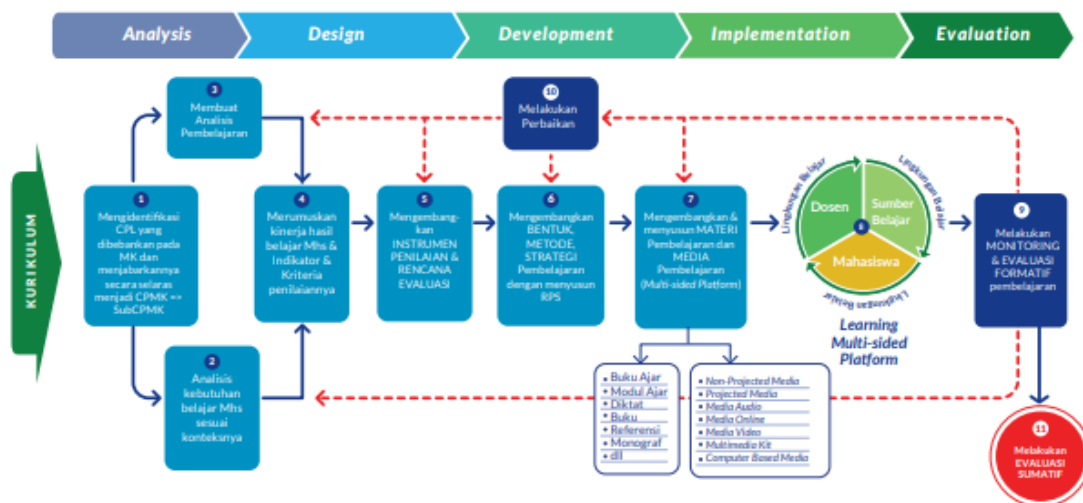 Analysis
Design
Development
Implementation
Evaluation
KURIKULUM
1
Mengidentifikasi
CPL yang
dibebankan pada
MK dan
menjabarkannya
secara selaras
menjadi CPMK =>
SubCPMK
3
Membuat
Analisis
Pembelajaran
2
Analisis
kebutuhan
belajar Mhs
sesuai
konteksnya
4
Merumuskan
kinerja hasil
belajar Mhs &
Indikator &
Kriteria
penilaiannya
5
Mengembang-
kan
INSTRUMEN
PENILAIAN &
RENCANA
EVALUASI
10
Melakukan
Perbaikan
6
Mengembangkan
BENTUK,
METODE,
STRATEGI
Pembelajaran
dengan menyusun
RPS
7
Mengembangkan &
menyusun MATERI
Pembelajaran dan
MEDIA
Pembelajaran
(Multi-sided Platform)
• Buku Ajar
• Modul Ajar
• Diktat
• Buku
• Referensi
• Monograf
• dll
• Non-Projected Media
• Projected Media
• Media Audio
• Media Online
• Media Video
• Multimedia Kit
• Computer Based Media
Lingkungan Belajar
Lingkungan Belajar
Dosen
Sumber
Belajar
8
Mahasiswa
Lingkungan Belajar
Learning
Multi-sided
Platform
9
Melakukan
MONITORING
& EVALUASI
FORMATIF
pembelajaran
11
Melakukan
EVALUASI
SUMATIF